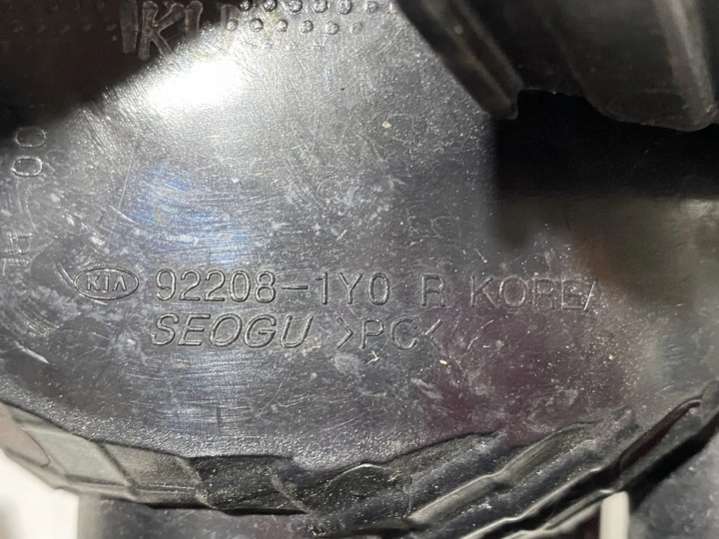 KIA 92208-1Y0 R KOREA
SEOGU >PC<